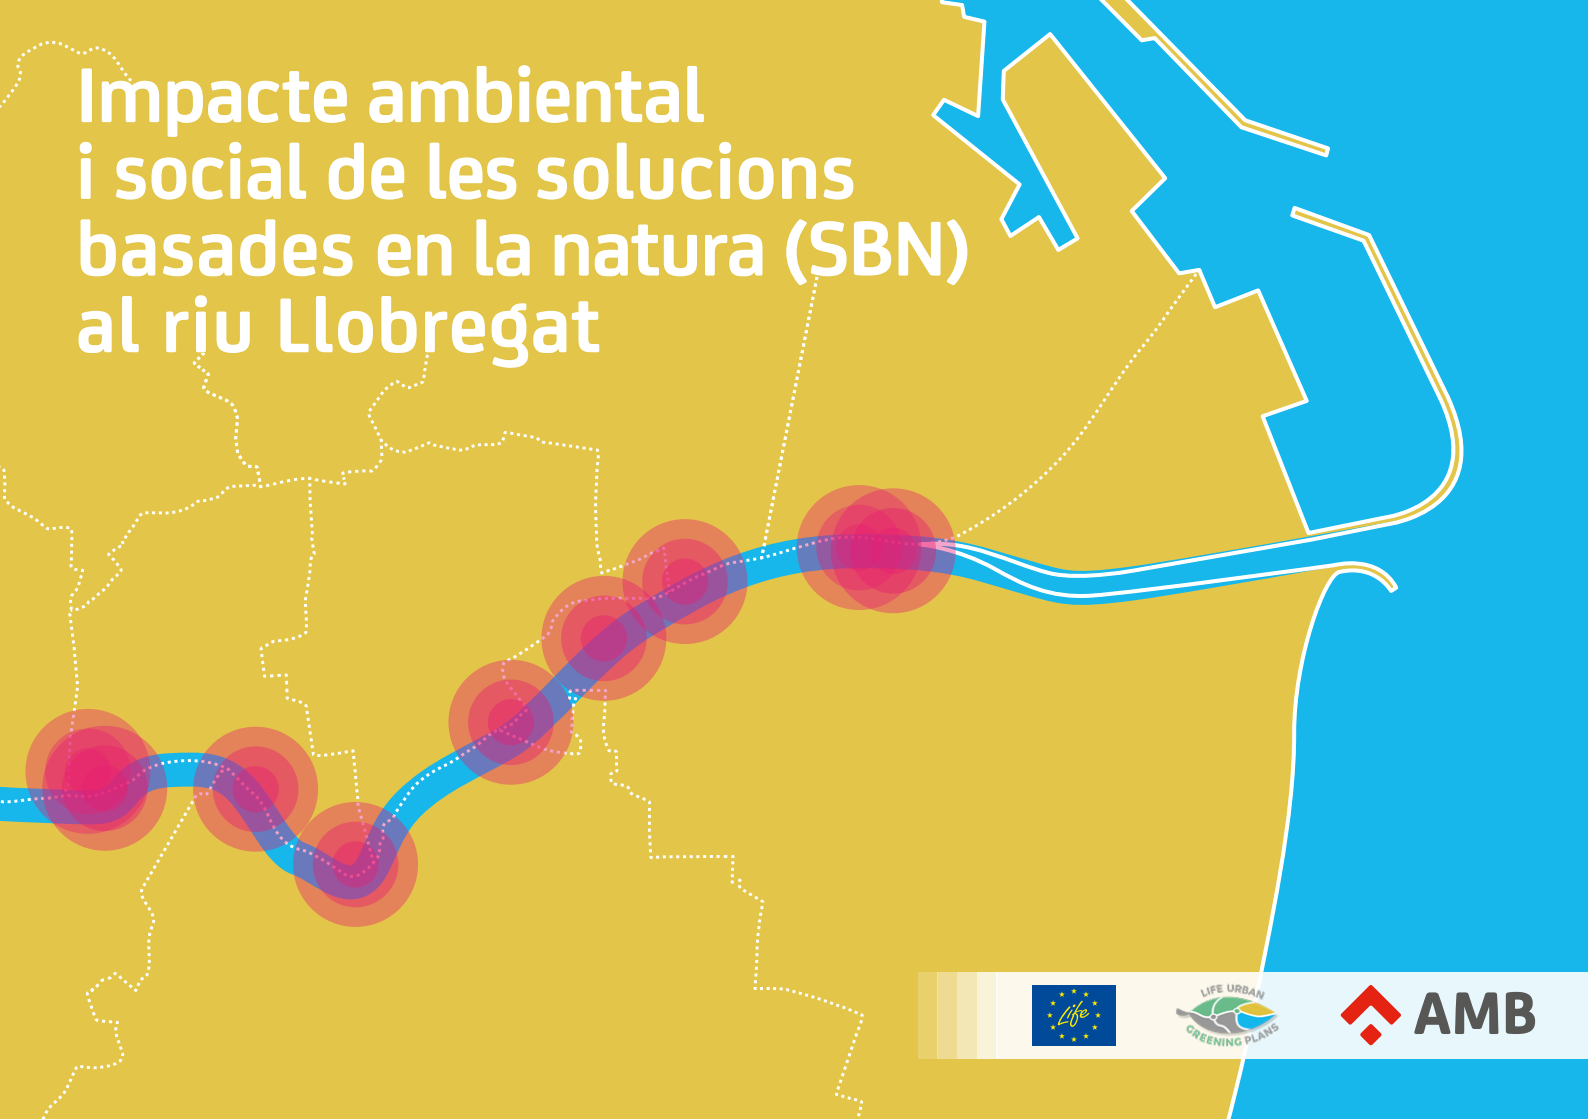 Impacte ambiental
i social de les solucions
basades en la natura (SBN)
al riu Llobregat
Life
LIFE URBAN
GREENING PLANS
AMB